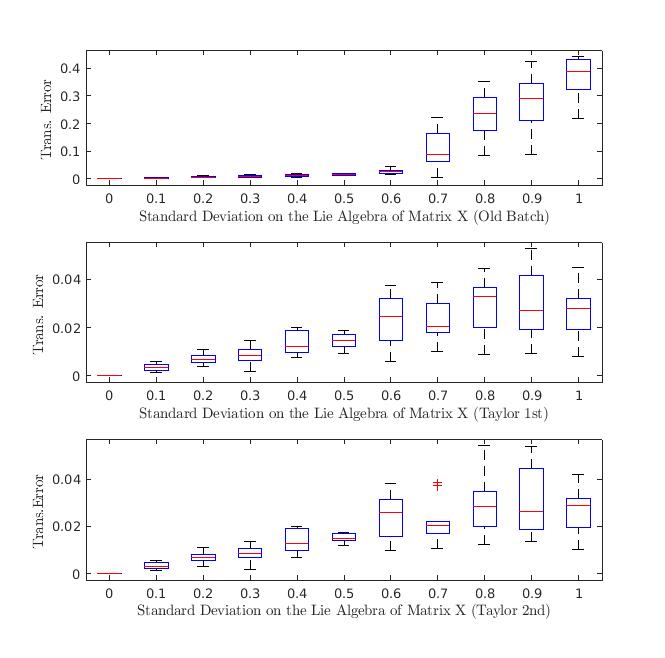 Trans. Error
0.4
0.3
0.2
0.1
0
0 0.1 0.2 0.3 0.4 0.5 0.6 0.7 0.8 0.9 1
Standard Deviation on the Lie Algebra of Matrix X (Old Batch)
Trans. Error
0.04
0.02
0
0 0.1 0.2 0.3 0.4 0.5 0.6 0.7 0.8 0.9 1
Standard Deviation on the Lie Algebra of Matrix X (Taylor 1st)
Trans.Error
0.04
0.02
0
0 0.1 0.2 0.3 0.4 0.5 0.6 0.7 0.8 0.9 1
Standard Deviation on the Lie Algebra of Matrix X (Taylor 2nd)